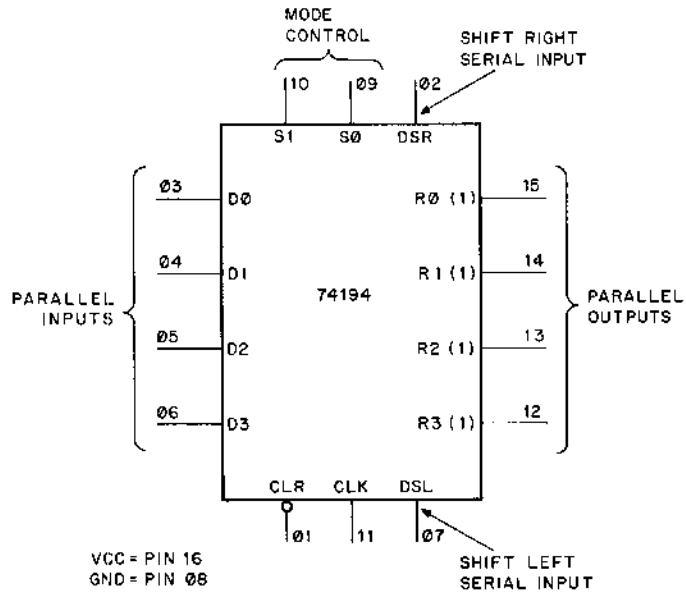 MODE
CONTROL
SHIFT RIGHT
SERIAL INPUT
10 09 02
S1 S0 DSR
03 D0 R0 (1) 15
04 D1 R1 (1) 14
74194
PARALLEL
INPUTS
PARALLEL
OUTPUTS
05 D2 R2 (1) 13
06 D3 R3 (1) 12
CLR CLK DSL
01 11 07
VCC = PIN 16
GND = PIN 08
SHIFT LEFT
SERIAL INPUT